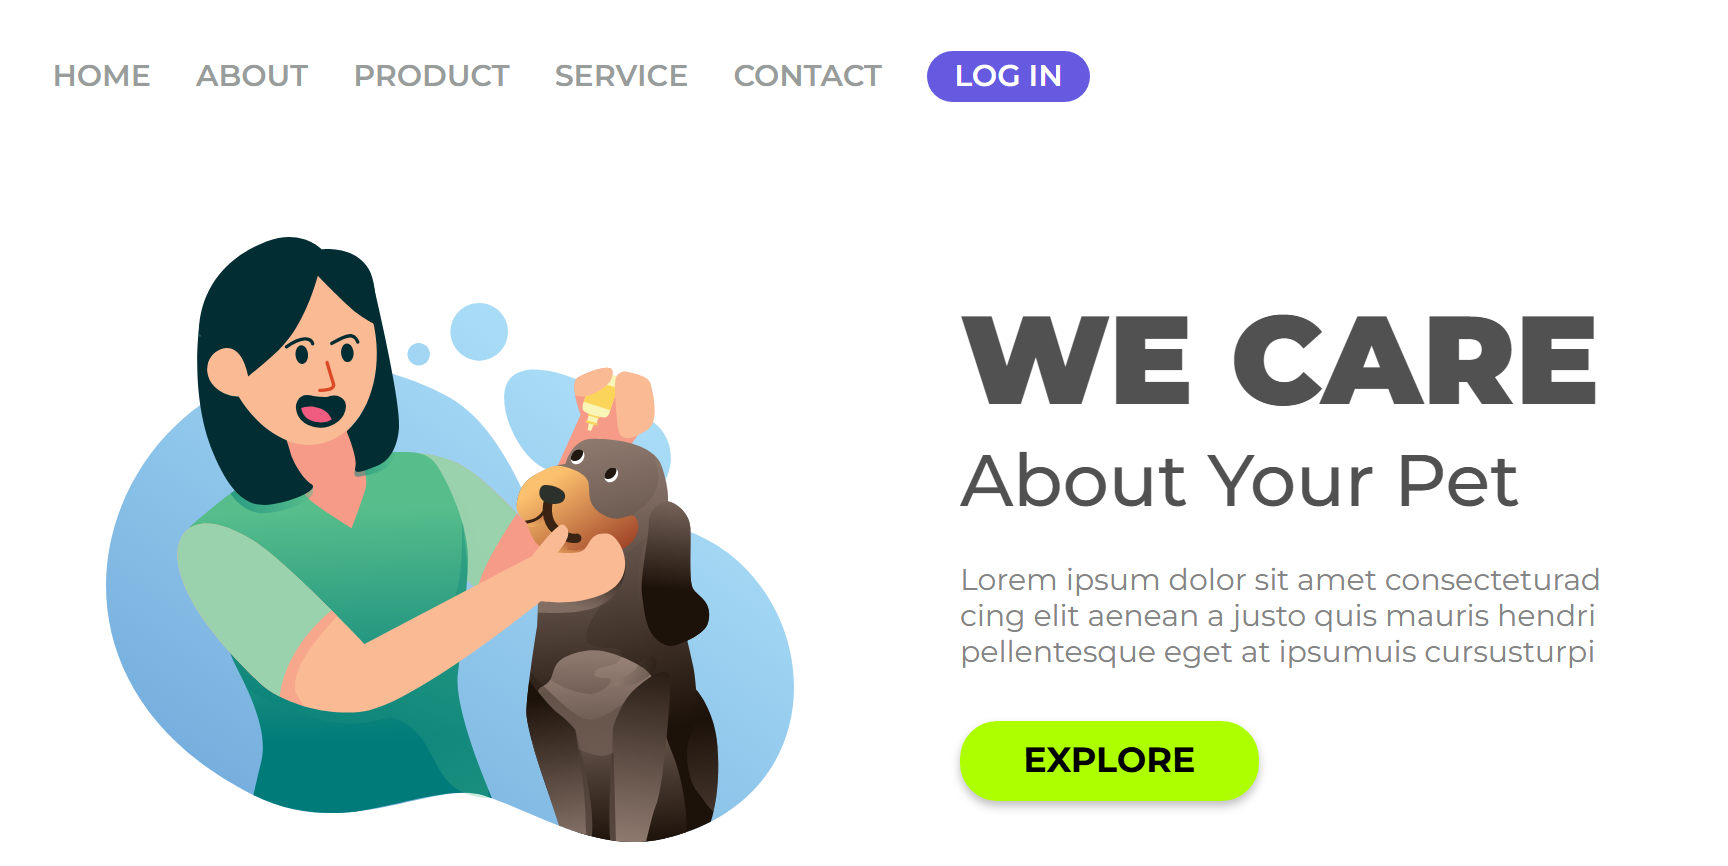 HOME ABOUT PRODUCT SERVICE CONTACT LOG IN
WE CARE
About Your Pet
Lorem ipsum dolor sit amet consecteturad
cing elit aenean a justo quis mauris hendri
pellentesque eget at ipsumuis cursusturpi
EXPLORE